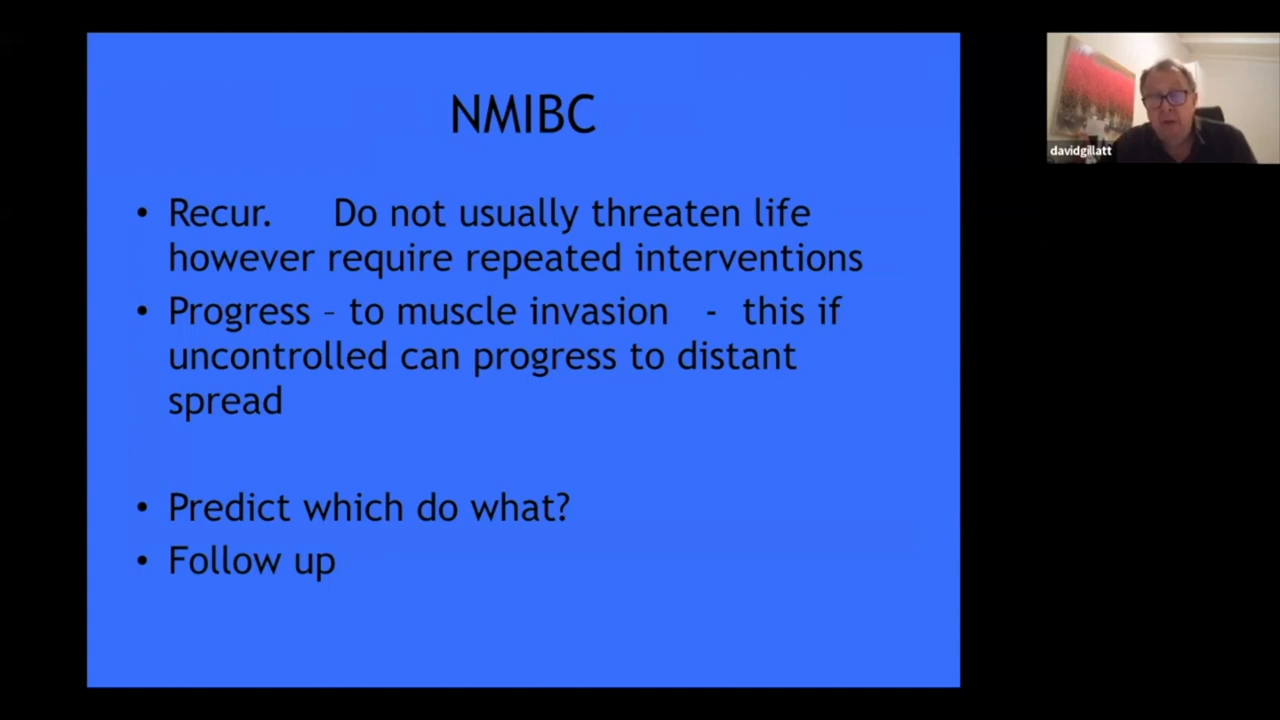 NMIBC
• Recur. Do not usually threaten life
however require repeated interventions
• Progress – to muscle invasion - this if
uncontrolled can progress to distant
spread
• Predict which do what?
• Follow up
davidgillatt